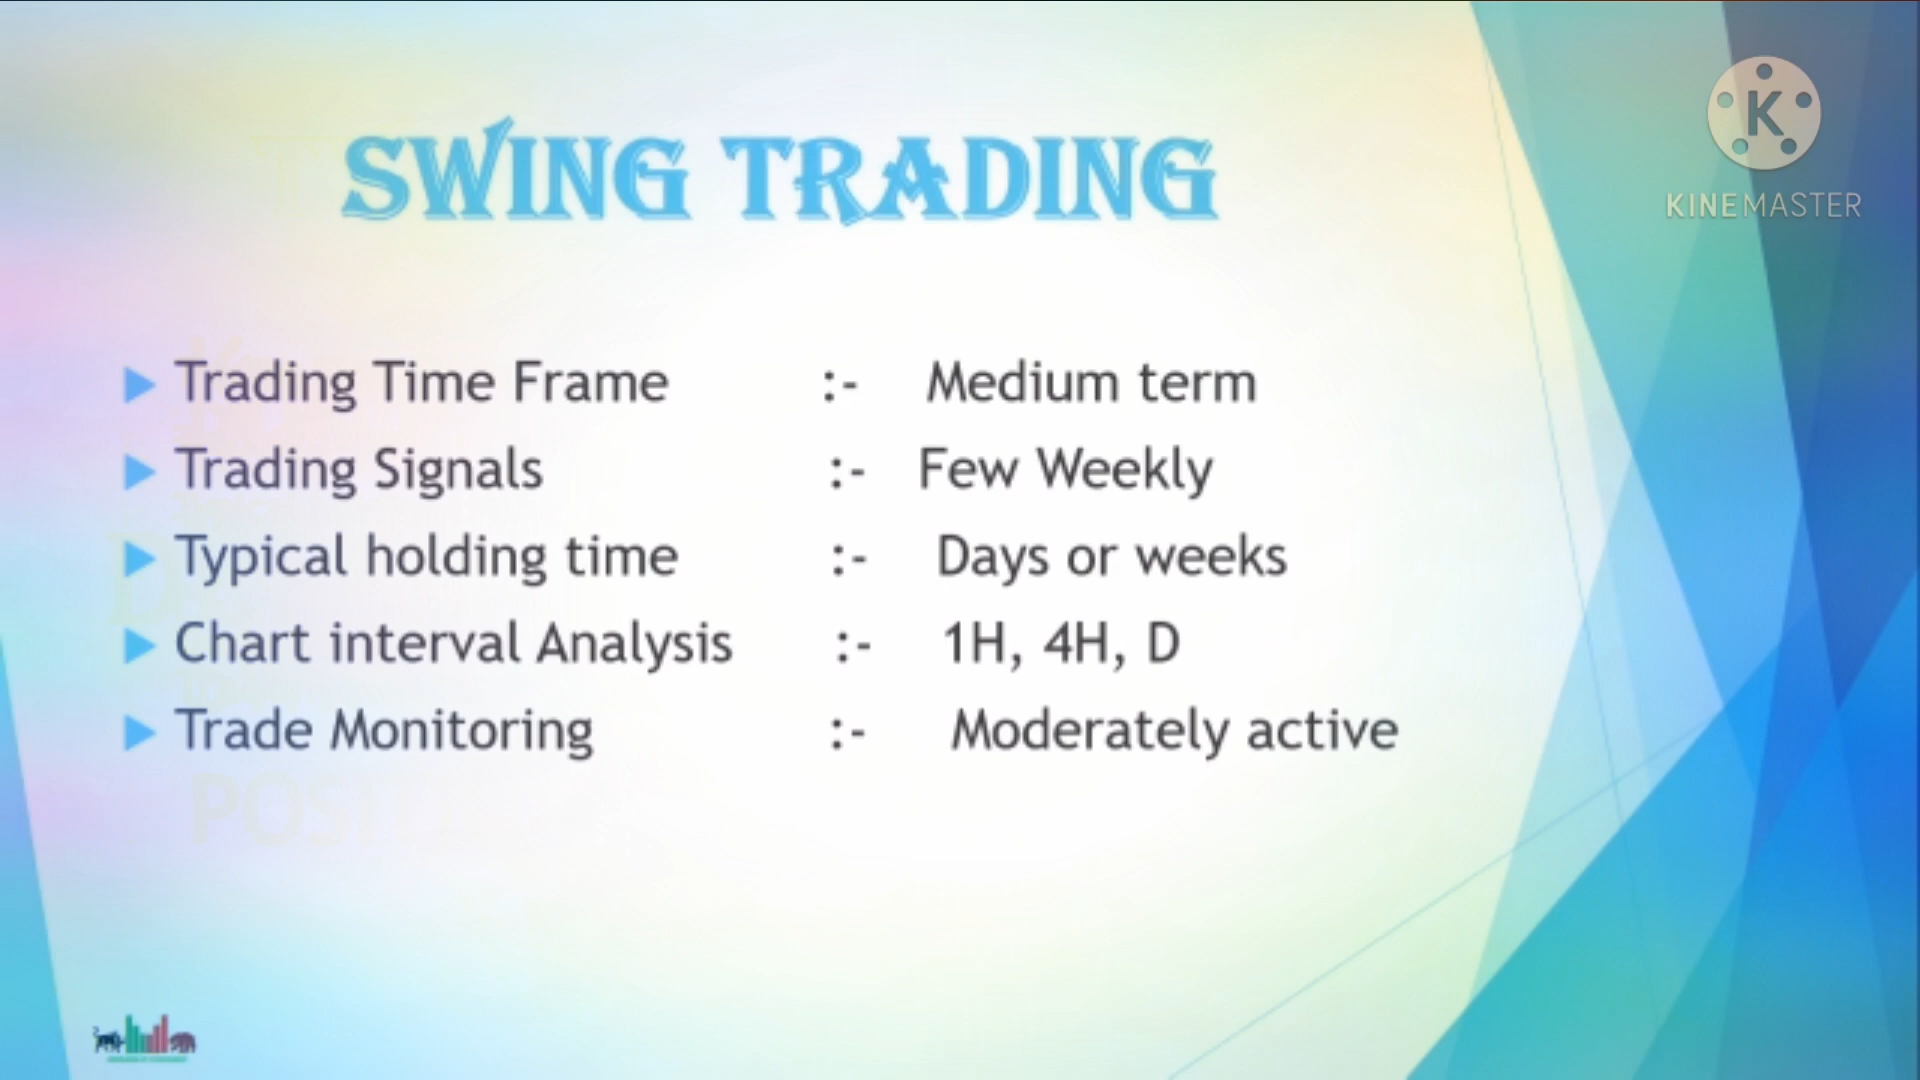 SWING TRADING
K
KINEMASTER
Trading Time Frame :- Medium term
Trading Signals :- Few Weekly
Typical holding time :- Days or weeks
Chart interval Analysis :- 1H, 4H, D
Trade Monitoring :- Moderately active